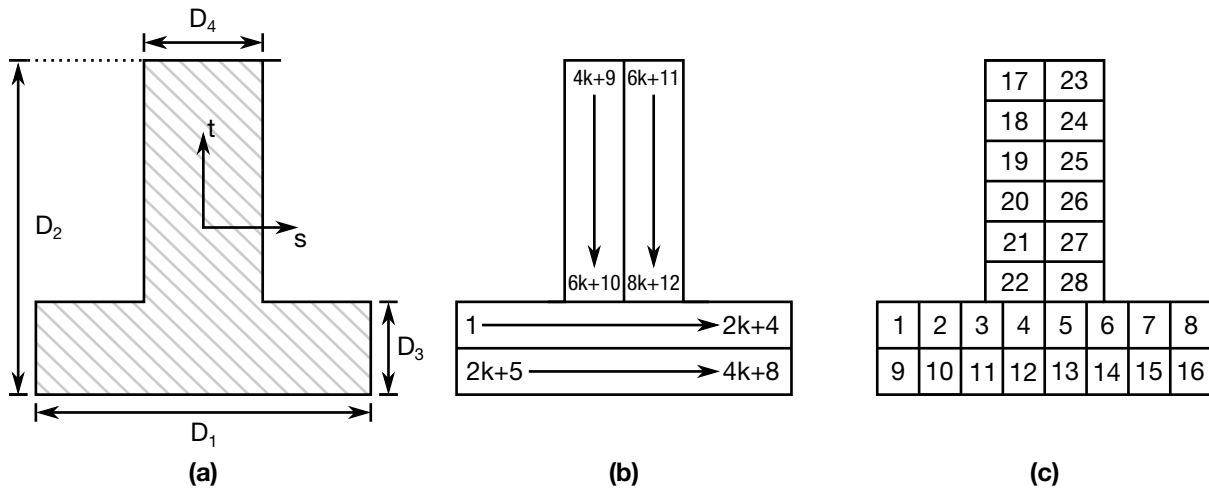 D4
t
s
D2
D3
D1
(a)
4k+9 6k+11
6k+10 8k+12
1 2k+4
2k+5 4k+8
(b)
17 23
18 24
19 25
20 26
21 27
22 28
1 2 3 4 5 6 7 8
9 10 11 12 13 14 15 16
(c)